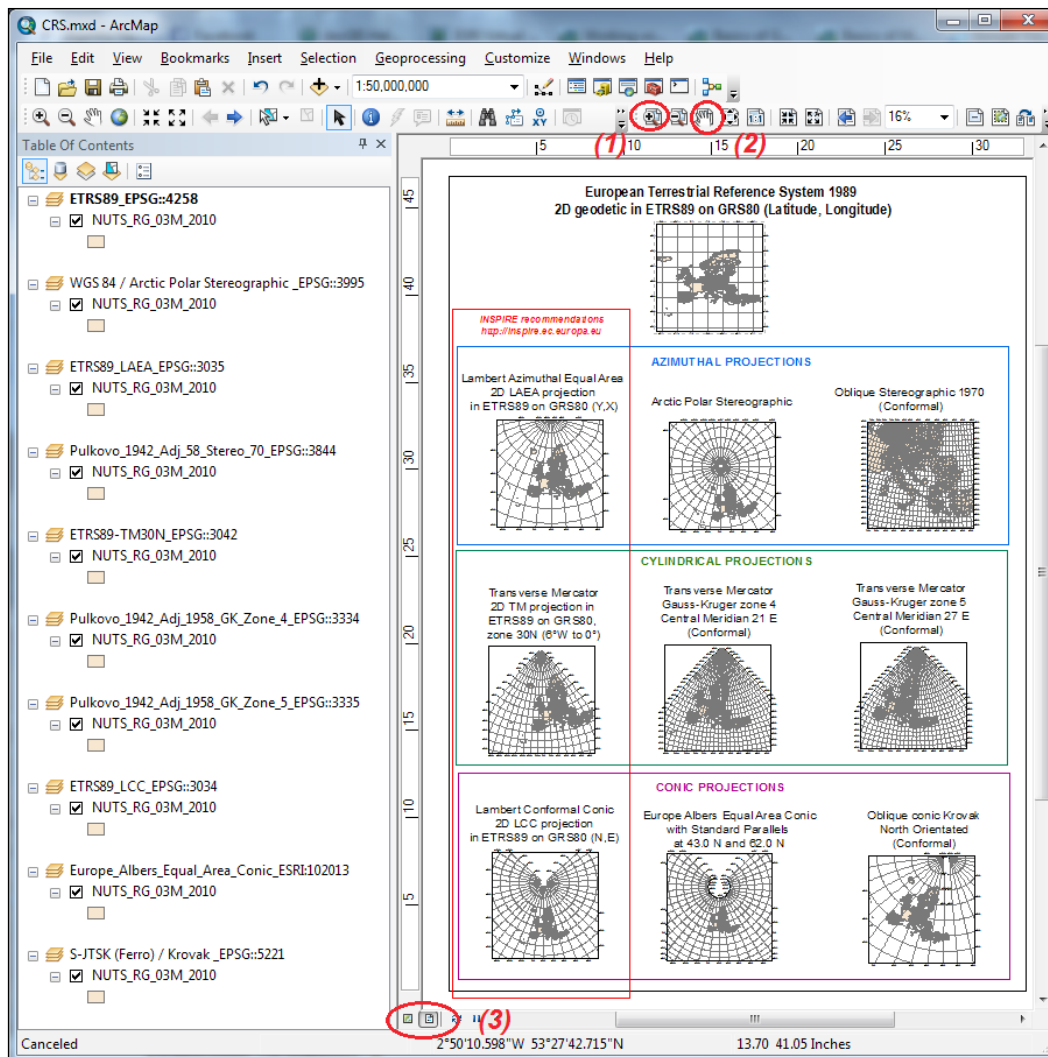 CRS.mxd - ArcMap
File Edit View Bookmarks Insert Selection Geoprocessing Customize Windows Help
1:50,000,000
XY 1:1 16%
(1) (2)
Table Of Contents
ETRS89_EPSG::4258
NUTS_RG_03M_2010
WGS 84 / Arctic Polar Stereographic _EPSG::3995
NUTS_RG_03M_2010
ETRS89_LAEA_EPSG::3035
NUTS_RG_03M_2010
Pulkovo_1942_Adj_58_Stereo_70_EPSG::3844
NUTS_RG_03M_2010
ETRS89-TM30N_EPSG::3042
NUTS_RG_03M_2010
Pulkovo_1942_Adj_1958_GK_Zone_4_EPSG::3334
NUTS_RG_03M_2010
Pulkovo_1942_Adj_1958_GK_Zone_5_EPSG::3335
NUTS_RG_03M_2010
ETRS89_LCC_EPSG::3034
NUTS_RG_03M_2010
Europe_Albers_Equal_Area_Conic_ESRI:102013
NUTS_RG_03M_2010
S-JTSK (Ferro) / Krovak _EPSG::5221
NUTS_RG_03M_2010
5 10 15 20 25 30
45
40
35
30
25
20
15
10
5
European Terrestrial Reference System 1989
2D geodetic in ETRS89 on GRS80 (Latitude, Longitude)
INSPIRE recommendations
http://inspire.ec.europa.eu
AZIMUTHAL PROJECTIONS
Lambert Azimuthal Equal Area
2D LAEA projection
in ETRS89 on GRS80 (Y,X)
Arctic Polar Stereographic
Oblique Stereographic 1970
(Conformal)
CYLINDRICAL PROJECTIONS
Transverse Mercator
2D TM projection in
ETRS89 on GRS80,
zone 30N (6°W to 0°)
Transverse Mercator
Gauss-Kruger zone 4
Central Meridian 21 E
(Conformal)
Transverse Mercator
Gauss-Kruger zone 5
Central Meridian 27 E
(Conformal)
CONIC PROJECTIONS
Lambert Conformal Conic
2D LCC projection
in ETRS89 on GRS80 (N,E)
Europe Albers Equal Area Conic
with Standard Parallels
at 43.0 N and 62.0 N
Oblique conic Krovak
North Orientated
(Conformal)
(3)
Canceled
2°50'10.598"W 53°27'42.715"N
13.70 41.05 Inches